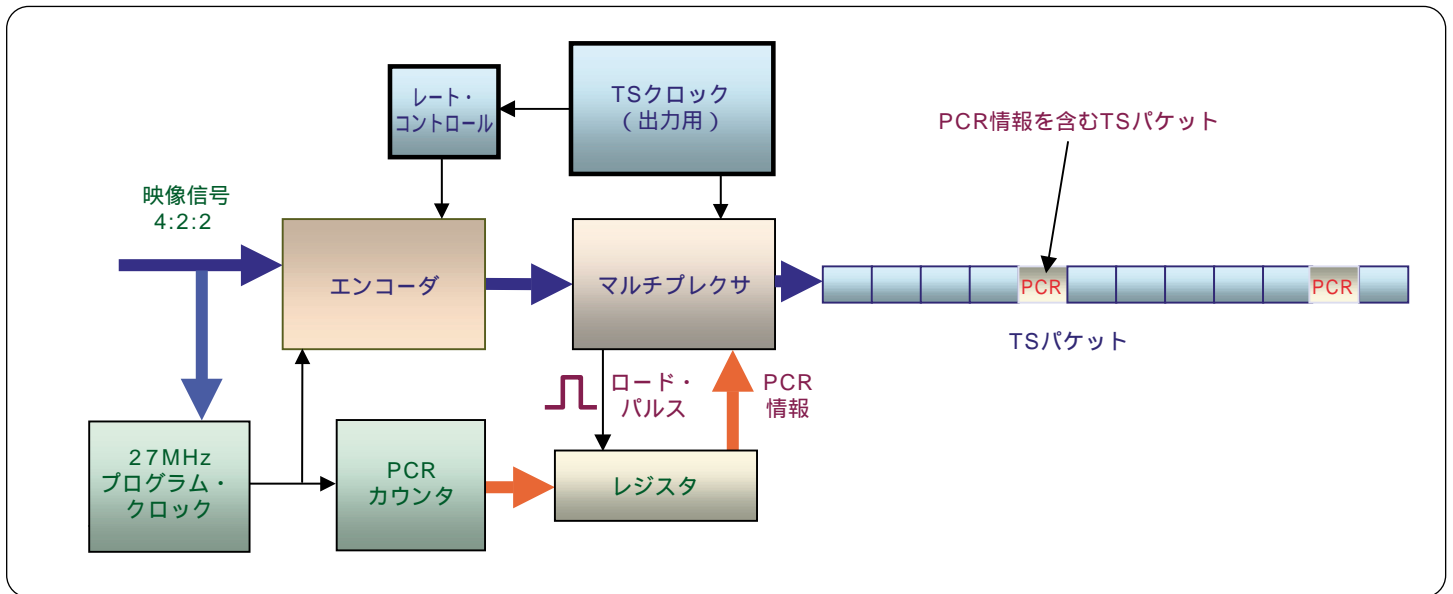 レート・
コントロール
TSクロック
（出力用）
PCR情報を含むTSパケット
映像信号
4:2:2
エンコーダ
マルチプレクサ
PCR
PCR
TSパケット
ロード・
パルス
PCR
情報
27MHz
プログラム・
クロック
PCR
カウンタ
レジスタ